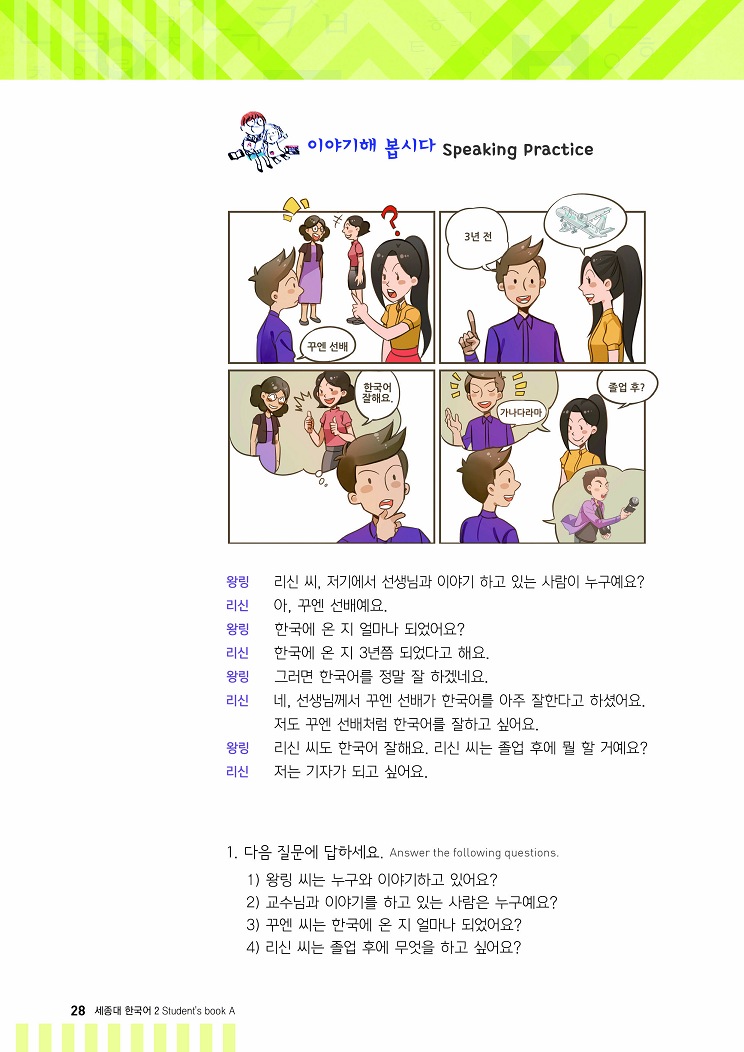 이야기해 봅시다 Speaking Practice
꾸엔 선배
3년 전
한국어
잘해요.
가나다라마
졸업 후?
왕링 리신 씨, 저기에서 선생님과 이야기 하고 있는 사람이 누구예요?
리신 아, 꾸엔 선배예요.
왕링 한국에 온 지 얼마나 되었어요?
리신 한국에 온 지 3년쯤 되었다고 해요.
왕링 그러면 한국어를 정말 잘 하겠네요.
리신 네, 선생님께서 꾸엔 선배가 한국어를 아주 잘한다고 하셨어요.
저도 꾸엔 선배처럼 한국어를 잘하고 싶어요.
왕링 리신 씨도 한국어 잘해요. 리신 씨는 졸업 후에 뭘 할 거예요?
리신 저는 기자가 되고 싶어요.
1. 다음 질문에 답하세요. Answer the following questions.
1) 왕링 씨는 누구와 이야기하고 있어요?
2) 교수님과 이야기를 하고 있는 사람은 누구예요?
3) 꾸엔 씨는 한국에 온 지 얼마나 되었어요?
4) 리신 씨는 졸업 후에 무엇을 하고 싶어요?
28 세종대 한국어 2 Student's book A